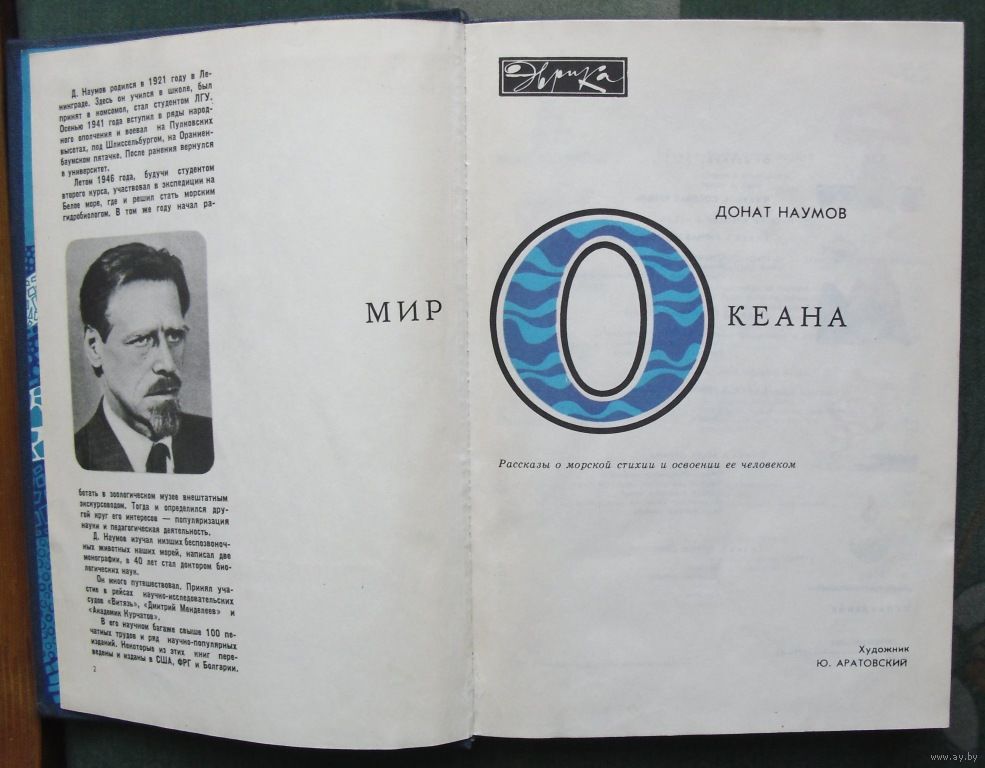 Д. Наумов родился в 1921 году в Ле-
нинграде. Здесь он учился в школе, был
принят в комсомол, стал студентом ЛГУ.
Осенью 1941 года вступил в ряды народ-
ного ополчения и воевал на Пулковских
высотах, под Шлиссельбургом, на Ораниен-
баумском пятачке. После ранения вернулся
в университет.
Летом 1946 года, будучи студентом
второго курса, участвовал в экспедиции на
Белое море, где и решил стать морским
гидробиологом. В том же году начал ра-
ботать в зоологическом музее внештатным
экскурсоводом. Тогда и определился дру-
гой круг его интересов — популяризация
науки и педагогическая деятельность.
Д. Наумов изучал низших беспозвоноч-
ных животных наших морей, написал две
монографии, в 40 лет стал доктором био-
логических наук.
Он много путешествовал. Принял уча-
стие в рейсах научно-исследовательских
судов «Витязь», «Дмитрий Менделеев» и
«Академик Курчатов».
В его научном багаже свыше 100 пе-
чатных трудов и ряд научно-популярных
изданий. Некоторые из этих книг пере-
ведены и изданы в США, ФРГ и Болгарии.
2
Эврика
ДОНАТ НАУМОВ
МИР ОКЕАНА
Рассказы о морской стихии и освоении ее человеком
Художник
Ю. АРАТОВСКИЙ
www.ay.by